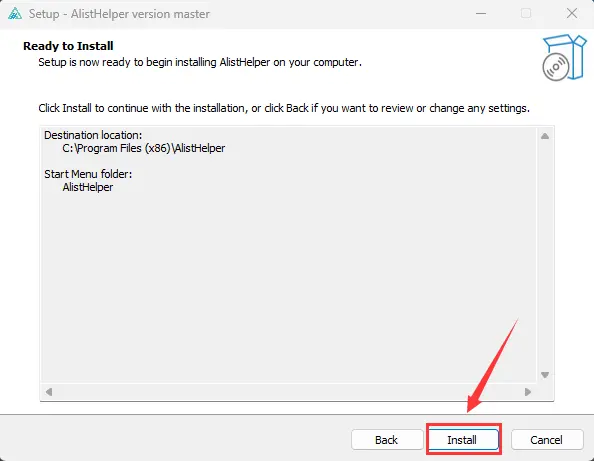 Setup - AlistHelper version master
Ready to Install
Setup is now ready to begin installing AlistHelper on your computer.
Click Install to continue with the installation, or click Back if you want to review or change any settings.
Destination location:
C:\Program Files (x86)\AlistHelper
Start Menu folder:
AlistHelper
Back Install Cancel